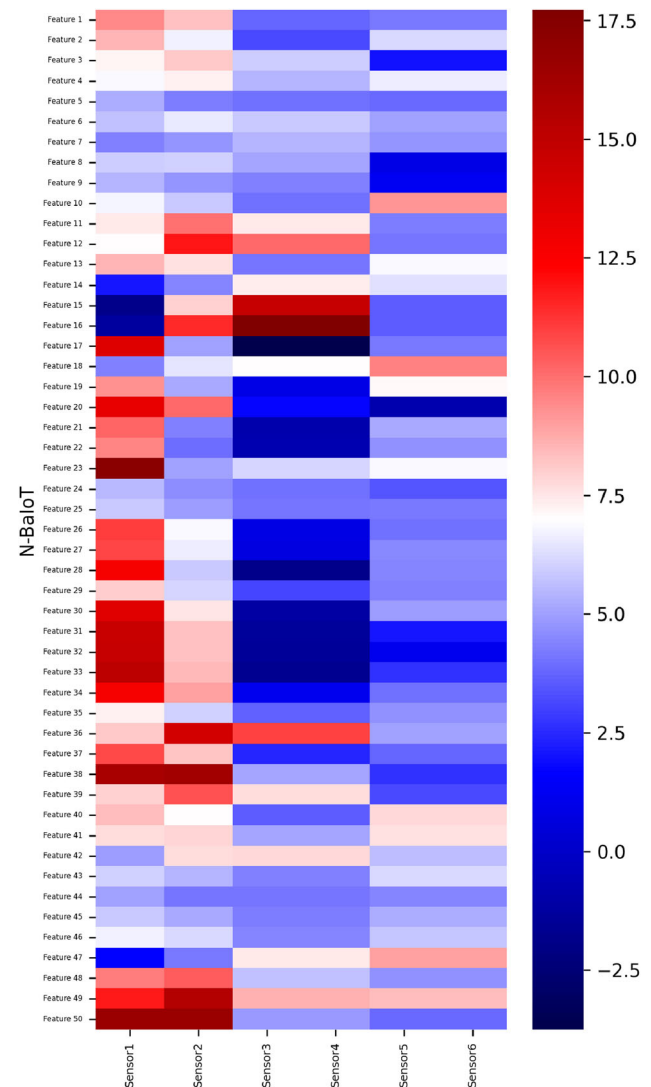 Feature 1
Feature 2
Feature 3
Feature 4
Feature 5
Feature 6
Feature 7
Feature 8
Feature 9
Feature 10
Feature 11
Feature 12
Feature 13
Feature 14
Feature 15
Feature 16
Feature 17
Feature 18
Feature 19
Feature 20
Feature 21
Feature 22
Feature 23
Feature 24
Feature 25
Feature 26
Feature 27
Feature 28
Feature 29
Feature 30
Feature 31
Feature 32
Feature 33
Feature 34
Feature 35
Feature 36
Feature 37
Feature 38
Feature 39
Feature 40
Feature 41
Feature 42
Feature 43
Feature 44
Feature 45
Feature 46
Feature 47
Feature 48
Feature 49
Feature 50
N-BaIoT
Sensor1
Sensor2
Sensor3
Sensor4
Sensor5
Sensor6
17.5
15.0
12.5
10.0
7.5
5.0
2.5
0.0
−2.5